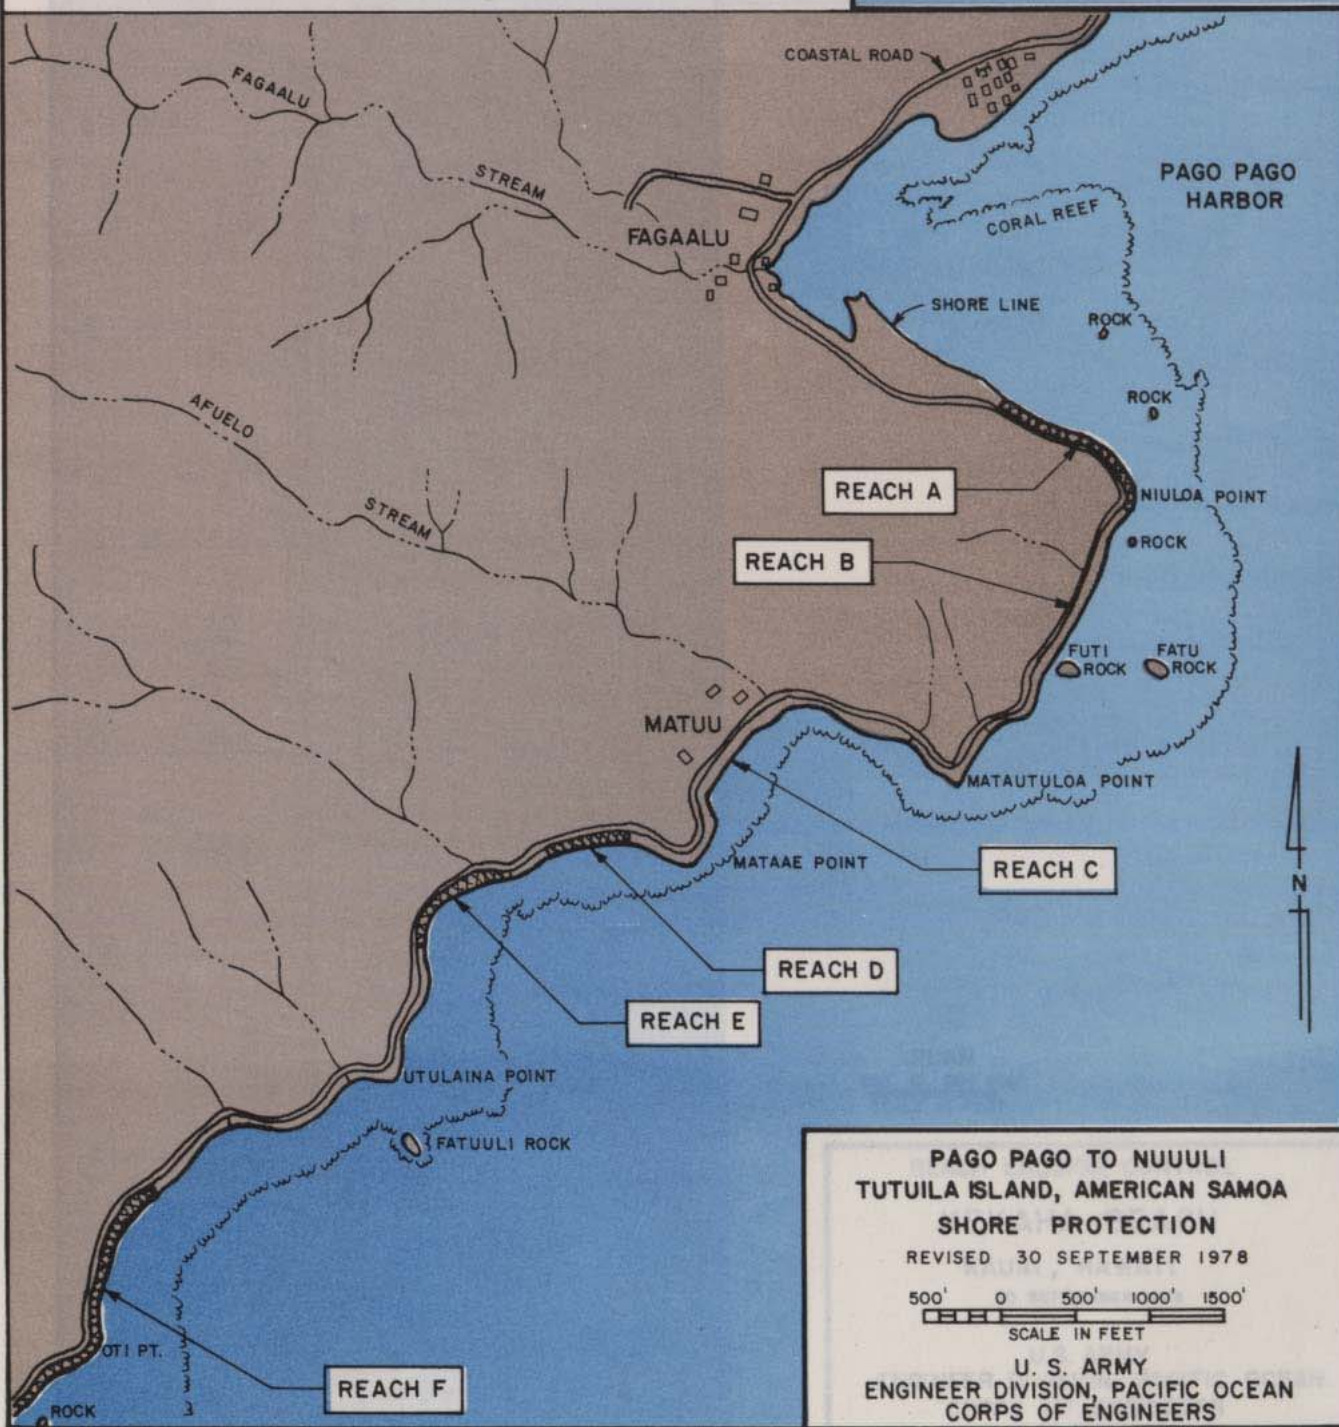 COASTAL ROAD
FAGAALU
STREAM
PAGO PAGO
HARBOR
CORAL REEF
FAGAALU
SHORE LINE
ROCK
ROCK
AFUELO
STREAM
REACH A
NIULOA POINT
ROCK
REACH B
FUTI
ROCK
FATU
ROCK
MATUU
MATAUTULOA POINT
MATAAE POINT
REACH C
N
REACH D
REACH E
UTULAINA POINT
FATUULI ROCK
OTI PT.
REACH F
ROCK
PAGO PAGO TO NUUULI
TUTUILA ISLAND, AMERICAN SAMOA
SHORE PROTECTION
REVISED 30 SEPTEMBER 1978
500' 0 500' 1000' 1500'
SCALE IN FEET
U. S. ARMY
ENGINEER DIVISION, PACIFIC OCEAN
CORPS OF ENGINEERS